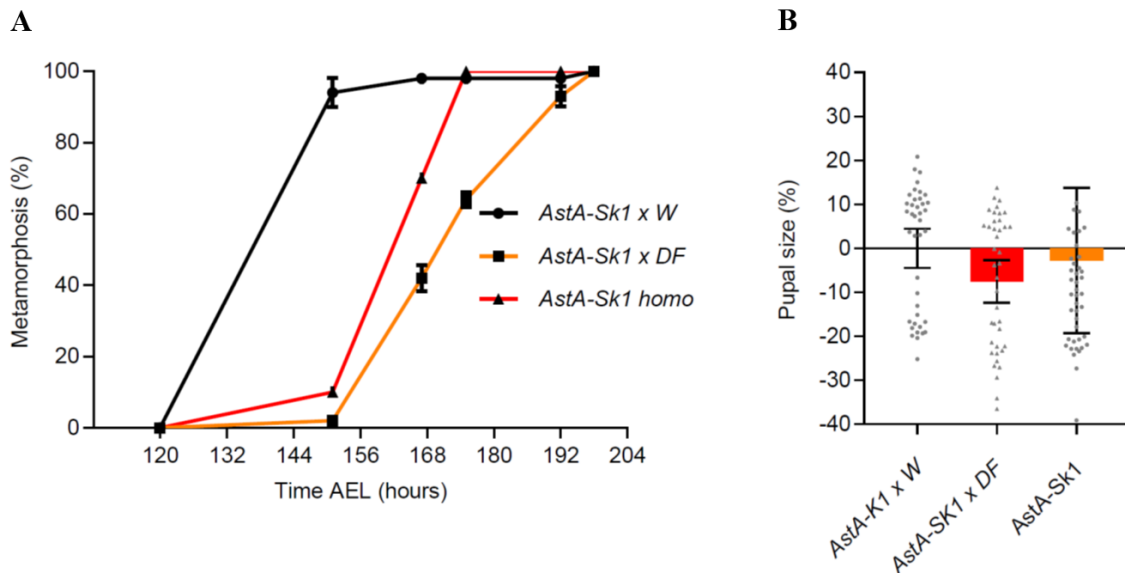 A
B
100
80
60
40
20
0
Metamorphosis (%)
120 132 144 156 168 180 192 204
Time AEL (hours)
AstA-Sk1 x W
AstA-Sk1 x DF
AstA-Sk1 homo
40
30
20
10
0
-10
-20
-30
-40
Pupal size (%)
AstA-K1 x W
AstA-SK1 x DF
AstA-Sk1